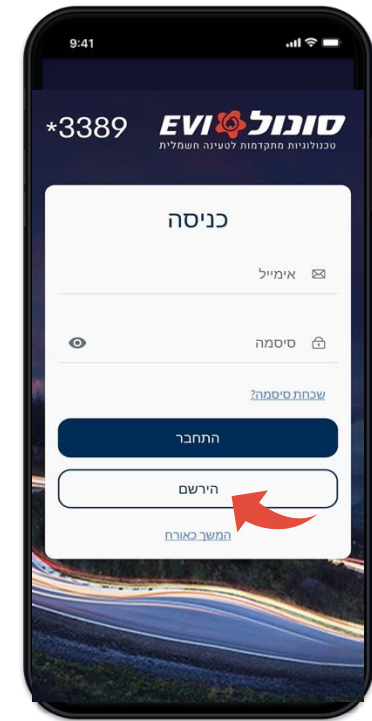 9:41
*3389
סונול EVI
טכנולוגיות מתקדמות לטעינה חשמלית
כניסה
אימייל
סיסמה
שכחת סיסמה?
התחבר
הירשם
המשך כאורח